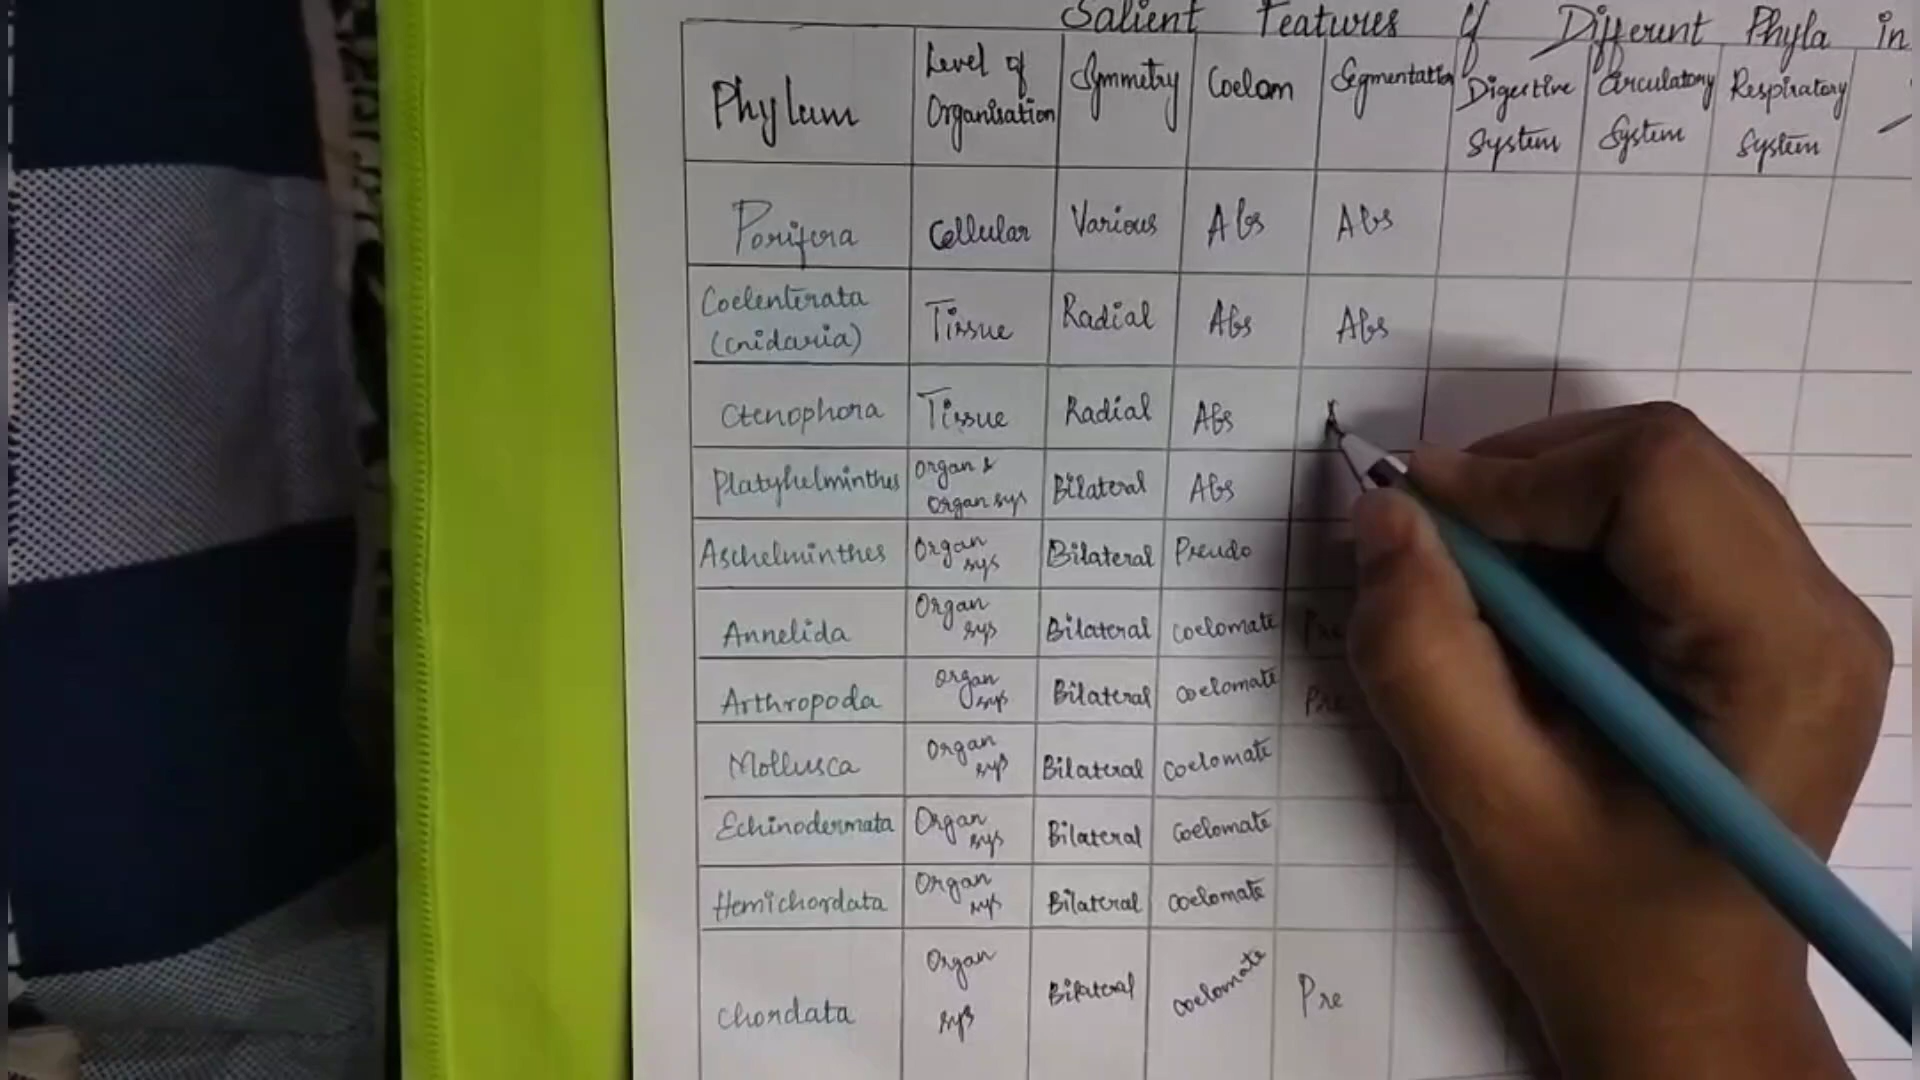 Salient Features of Different Phyla in
Phylum Level of Organisation Symmetry Coelom Segmentation Digestive System Circulatory System Respiratory System
Porifera Cellular Various Abs Abs
Coelenterata (cnidaria) Tissue Radial Abs Abs
Ctenophora Tissue Radial Abs
Platyhelminthes Organ & Organ sys Bilateral Abs
Aschelminthes Organ sys Bilateral Pseudo
Annelida Organ sys Bilateral Coelomate Pre
Arthropoda Organ sys Bilateral Coelomate Pre
Mollusca Organ sys Bilateral Coelomate
Echinodermata Organ sys Bilateral Coelomate
Hemichordata Organ sys Bilateral Coelomate
Chordata Organ sys Bilateral Coelomate Pre